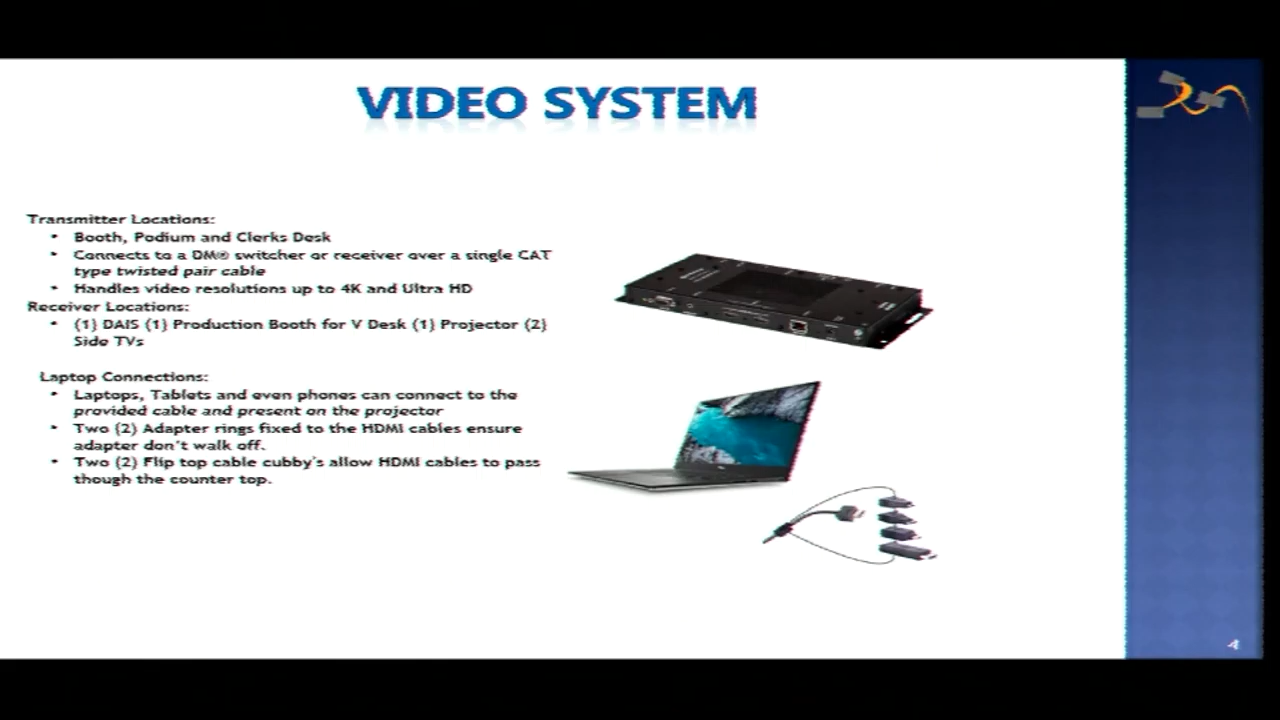 VIDEO SYSTEM
Transmitter Locations:
• Booth, Podium and Clerks Desk
• Connects to a DM® switcher or receiver over a single CAT
type twisted pair cable
• Handles video resolutions up to 4K and Ultra HD
Receiver Locations:
• (1) DAIS (1) Production Booth for V Desk (1) Projector (2)
Side TVs
Laptop Connections:
• Laptops, Tablets and even phones can connect to the
provided cable and present on the projector
• Two (2) Adapter rings fixed to the HDMI cables ensure
adapter don't walk off.
• Two (2) Flip top cable cubby's allow HDMI cables to pass
though the counter top.
4